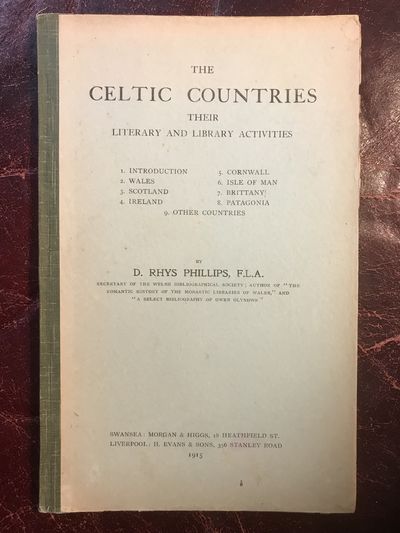 THE
CELTIC COUNTRIES
THEIR
LITERARY AND LIBRARY ACTIVITIES
1. INTRODUCTION
2. WALES
3. SCOTLAND
4. IRELAND
5. CORNWALL
6. ISLE OF MAN
7. BRITTANY
8. PATAGONIA
9. OTHER COUNTRIES
BY
D. RHYS PHILLIPS, F.L.A.
SECRETARY OF THE WELSH BIBLIOGRAPHICAL SOCIETY; AUTHOR OF "THE
ROMANTIC HISTORY OF THE MONASTIC LIBRARIES OF WALES," AND
"A SELECT BIBLIOGRAPHY OF OWEN GLYNDWR"
SWANSEA: MORGAN & HIGGS, 18 HEATHFIELD ST.
LIVERPOOL: H. EVANS & SONS, 356 STANLEY ROAD
1915